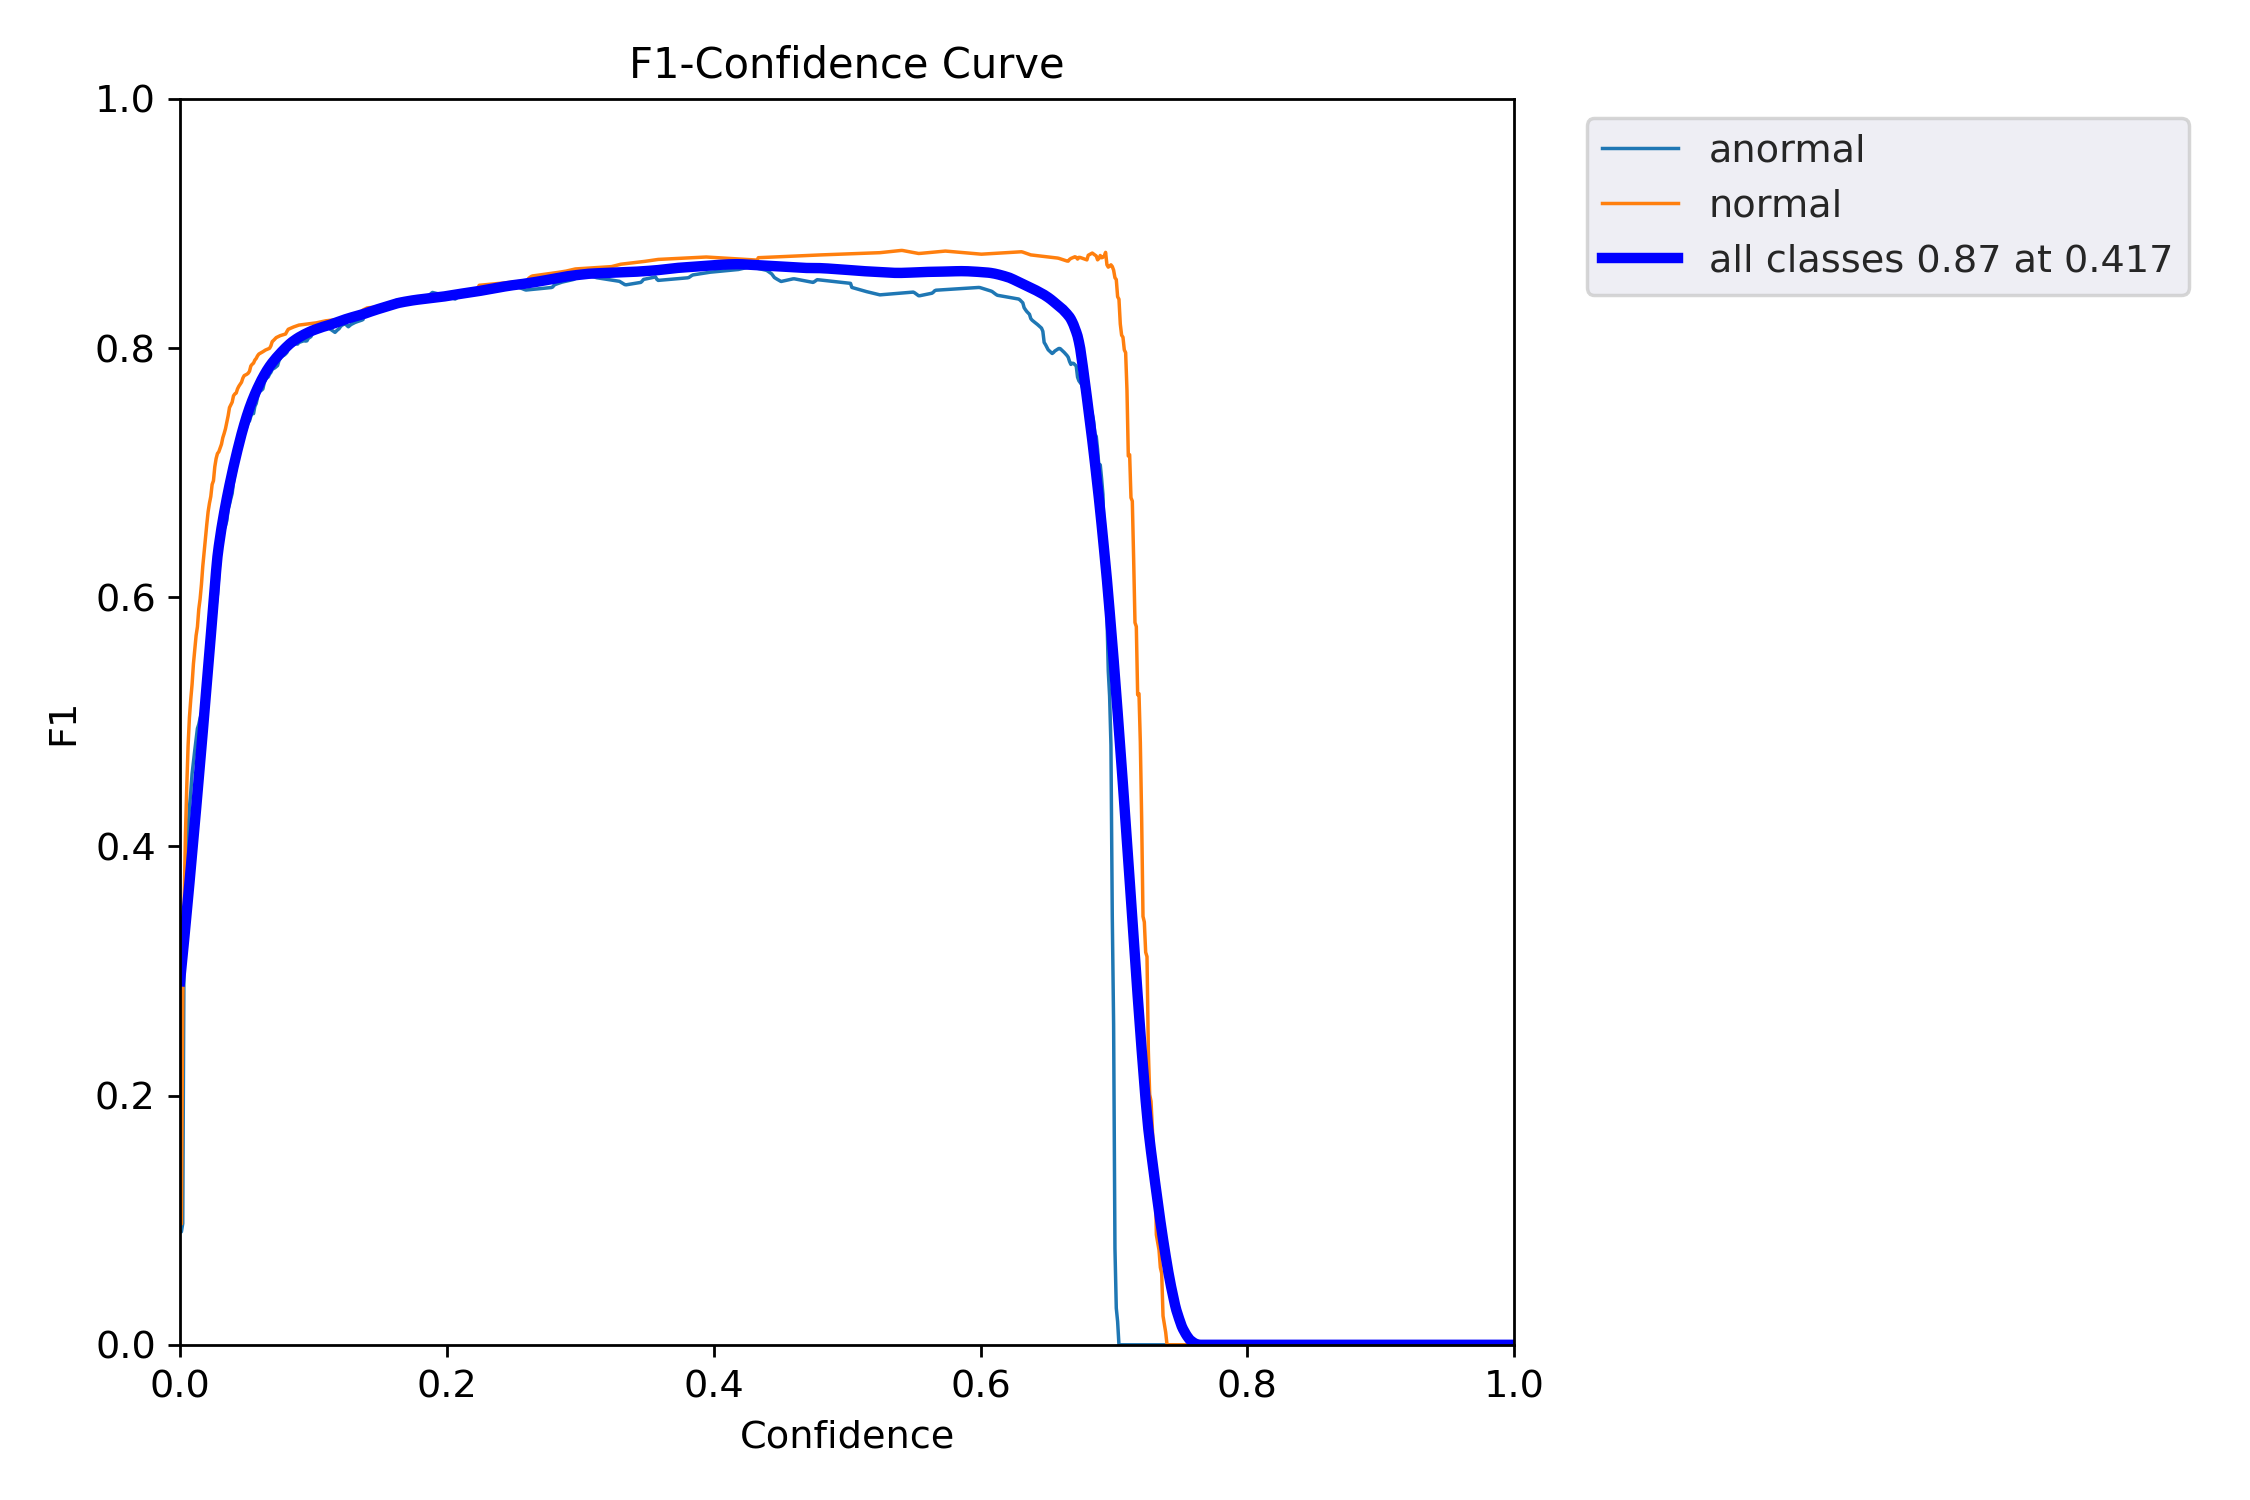 F1-Confidence Curve
1.0
0.8
0.6
0.4
0.2
0.0
F1
0.0 0.2 0.4 0.6 0.8 1.0
Confidence
anormal
normal
all classes 0.87 at 0.417